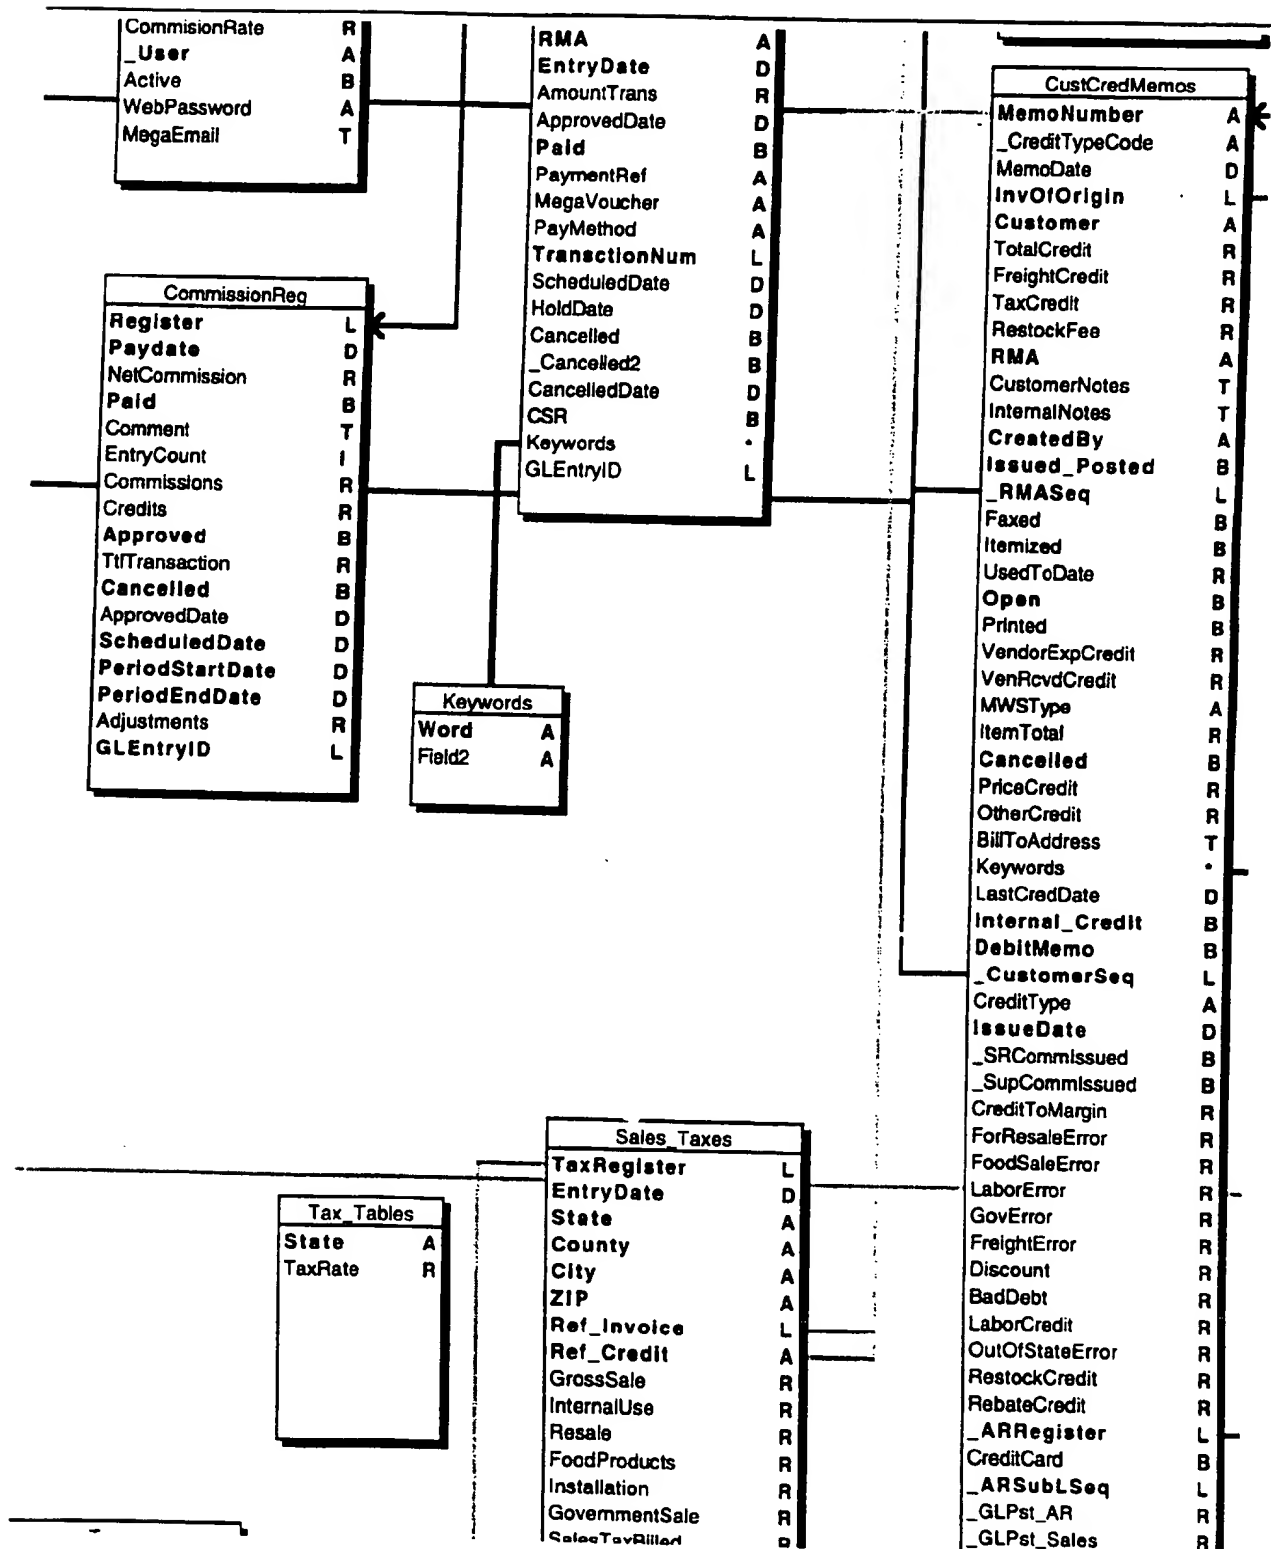 CommisionRate R
_User A
Active B
WebPassword A
MegaEmail T
CommissionReg
Register L
Paydate D
NetCommission R
Paid B
Comment T
EntryCount I
Commissions R
Credits R
Approved B
TtlTransaction R
Cancelled B
ApprovedDate D
ScheduledDate D
PeriodStartDate D
PeriodEndDate D
Adjustments R
GLEntryID L
RMA A
EntryDate D
AmountTrans R
ApprovedDate D
Paid B
PaymentRef A
MegaVoucher A
PayMethod A
TransctionNum L
ScheduledDate D
HoldDate D
Cancelled B
_Cancelled2 B
CancelledDate D
CSR B
Keywords *
GLEntryID L
Keywords
Word A
Field2 A
Tax_Tables
State A
TaxRate R
Sales_Taxes
TaxRegister L
EntryDate D
State A
County A
City A
ZIP A
Ref_Invoice L
Ref_Credit A
GrossSale R
InternalUse R
Resale R
FoodProducts R
Installation R
GovernmentSale R
SalesTaxBilled R
CustCredMemos
MemoNumber A
_CreditTypeCode A
MemoDate D
InvOfOrigin L
Customer A
TotalCredit R
FreightCredit R
TaxCredit R
RestockFee R
RMA A
CustomerNotes T
InternalNotes T
CreatedBy A
Issued_Posted B
_RMASeq L
Faxed B
Itemized B
UsedToDate R
Open B
Printed B
VendorExpCredit R
VenRcvdCredit R
MWSType A
ItemTotal R
Cancelled B
PriceCredit R
OtherCredit R
BillToAddress T
Keywords *
LastCredDate D
Internal_Credit B
DebitMemo B
_CustomerSeq L
CreditType A
IssueDate D
_SRCommIssued B
_SupCommIssued B
CreditToMargin R
ForResaleError R
FoodSaleError R
LaborError R
GovError R
FreightError R
Discount R
BadDebt R
LaborCredit R
OutOfStateError R
RestockCredit R
RebateCredit R
_ARRegister L
CreditCard B
_ARSubLSeq L
_GLPst_AR R
_GLPst_Sales R